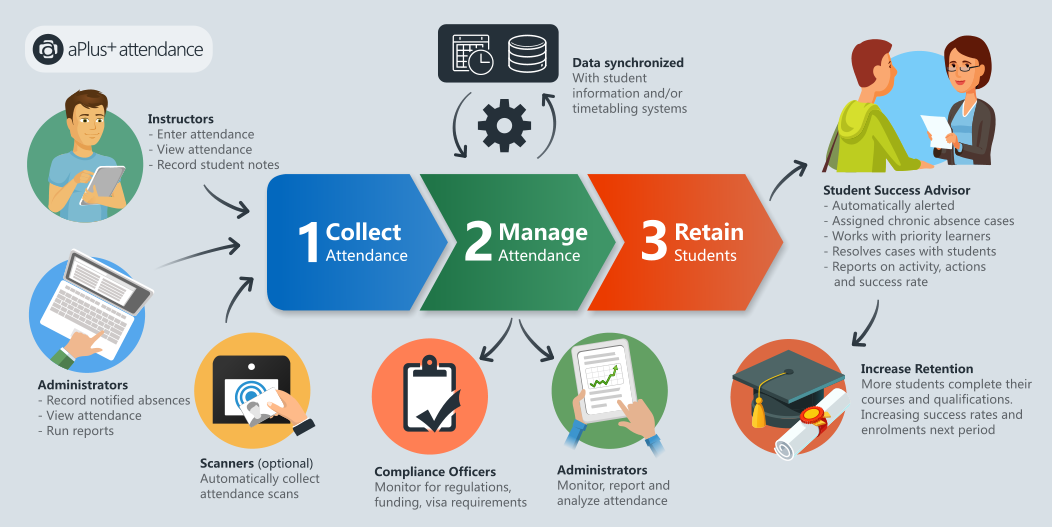 aPlus+ attendance
Instructors
- Enter attendance
- View attendance
- Record student notes
Data synchronized
With student
information and/or
timetabling systems
1 Collect
Attendance
2 Manage
Attendance
3 Retain
Students
Student Success Advisor
- Automatically alerted
- Assigned chronic absence cases
- Works with priority learners
- Resolves cases with students
- Reports on activity, actions
and success rate
Administrators
- Record notified absences
- View attendance
- Run reports
Scanners (optional)
Automatically collect
attendance scans
Compliance Officers
Monitor for regulations,
funding, visa requirements
Administrators
Monitor, report and
analyze attendance
Increase Retention
More students complete their
courses and qualifications.
Increasing success rates and
enrolments next period